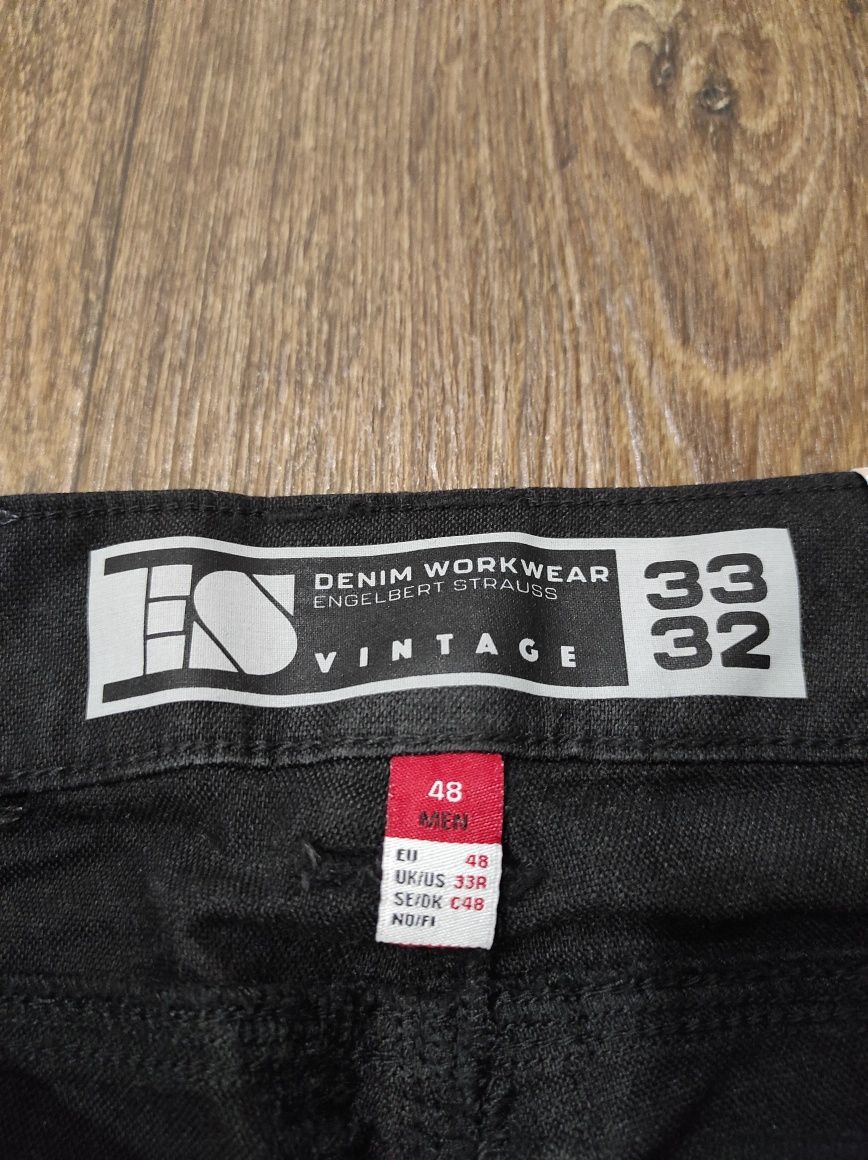 ES
DENIM WORKWEAR
ENGELBERT STRAUSS
VINTAGE
33
32
48
MEN
EU 48
UK/US 33R
SE/DK C48
NO/FI